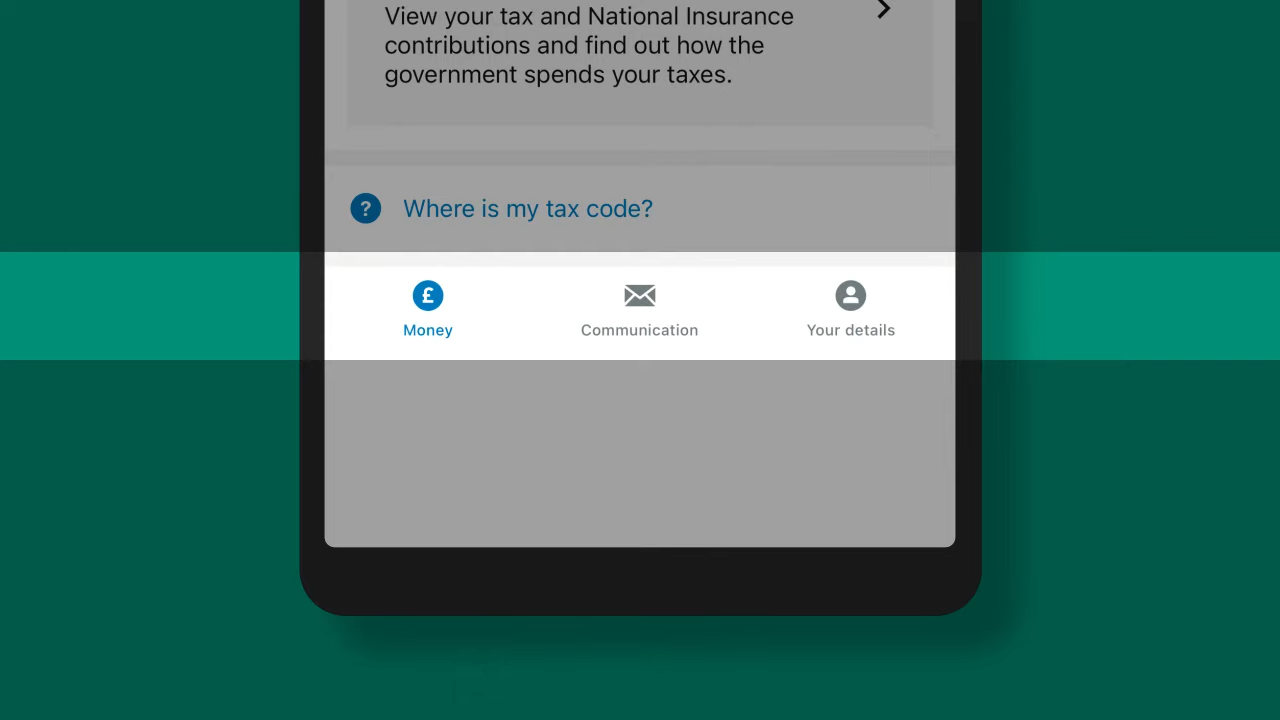 View your tax and National Insurance
contributions and find out how the
government spends your taxes.
Where is my tax code?
Money
Communication
Your details